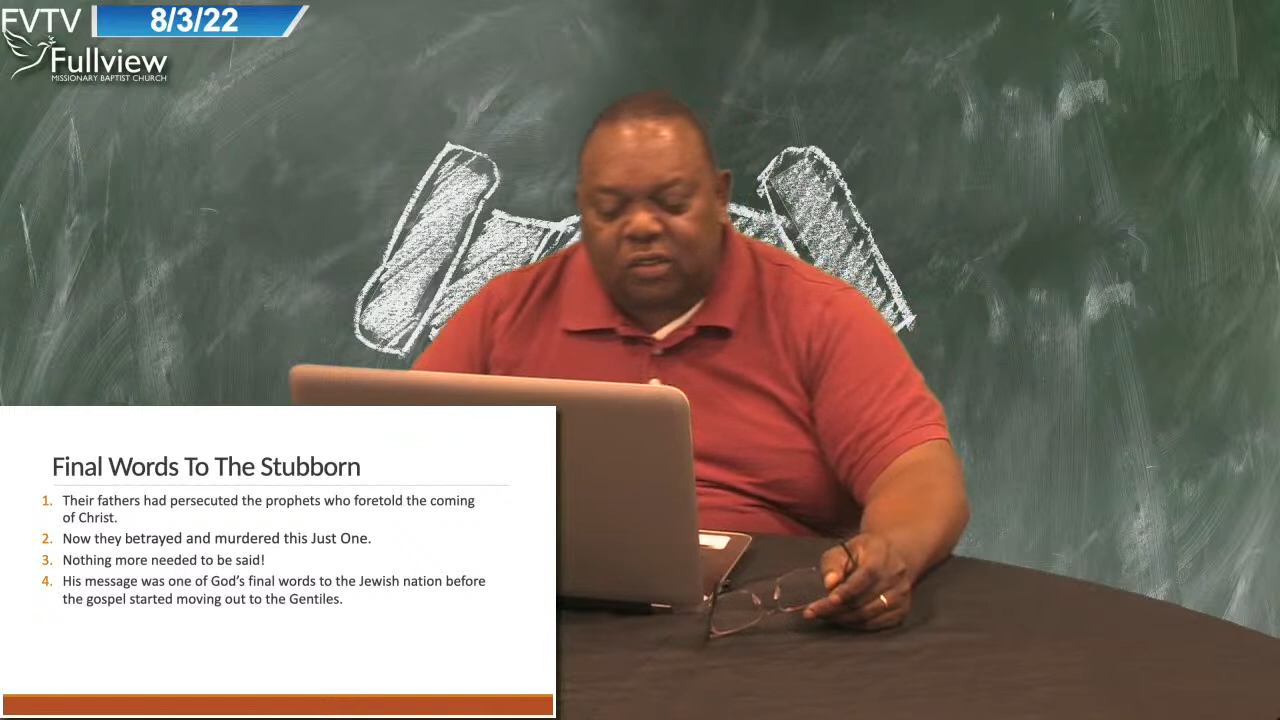 FVTV
8/3/22
Fullview
MISSIONARY BAPTIST CHURCH
Final Words To The Stubborn
1. Their fathers had persecuted the prophets who foretold the coming
of Christ.
2. Now they betrayed and murdered this Just One.
3. Nothing more needed to be said!
4. His message was one of God's final words to the Jewish nation before
the gospel started moving out to the Gentiles.